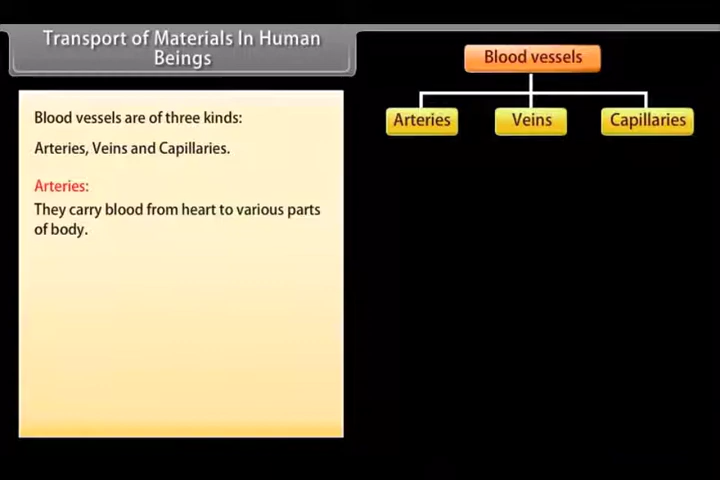 Transport of Materials In Human
Beings
Blood vessels are of three kinds:
Arteries, Veins and Capillaries.
Arteries:
They carry blood from heart to various parts
of body.
Blood vessels
Arteries Veins Capillaries